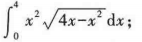 ∫₀⁴ x² √(4x−x²) dx;